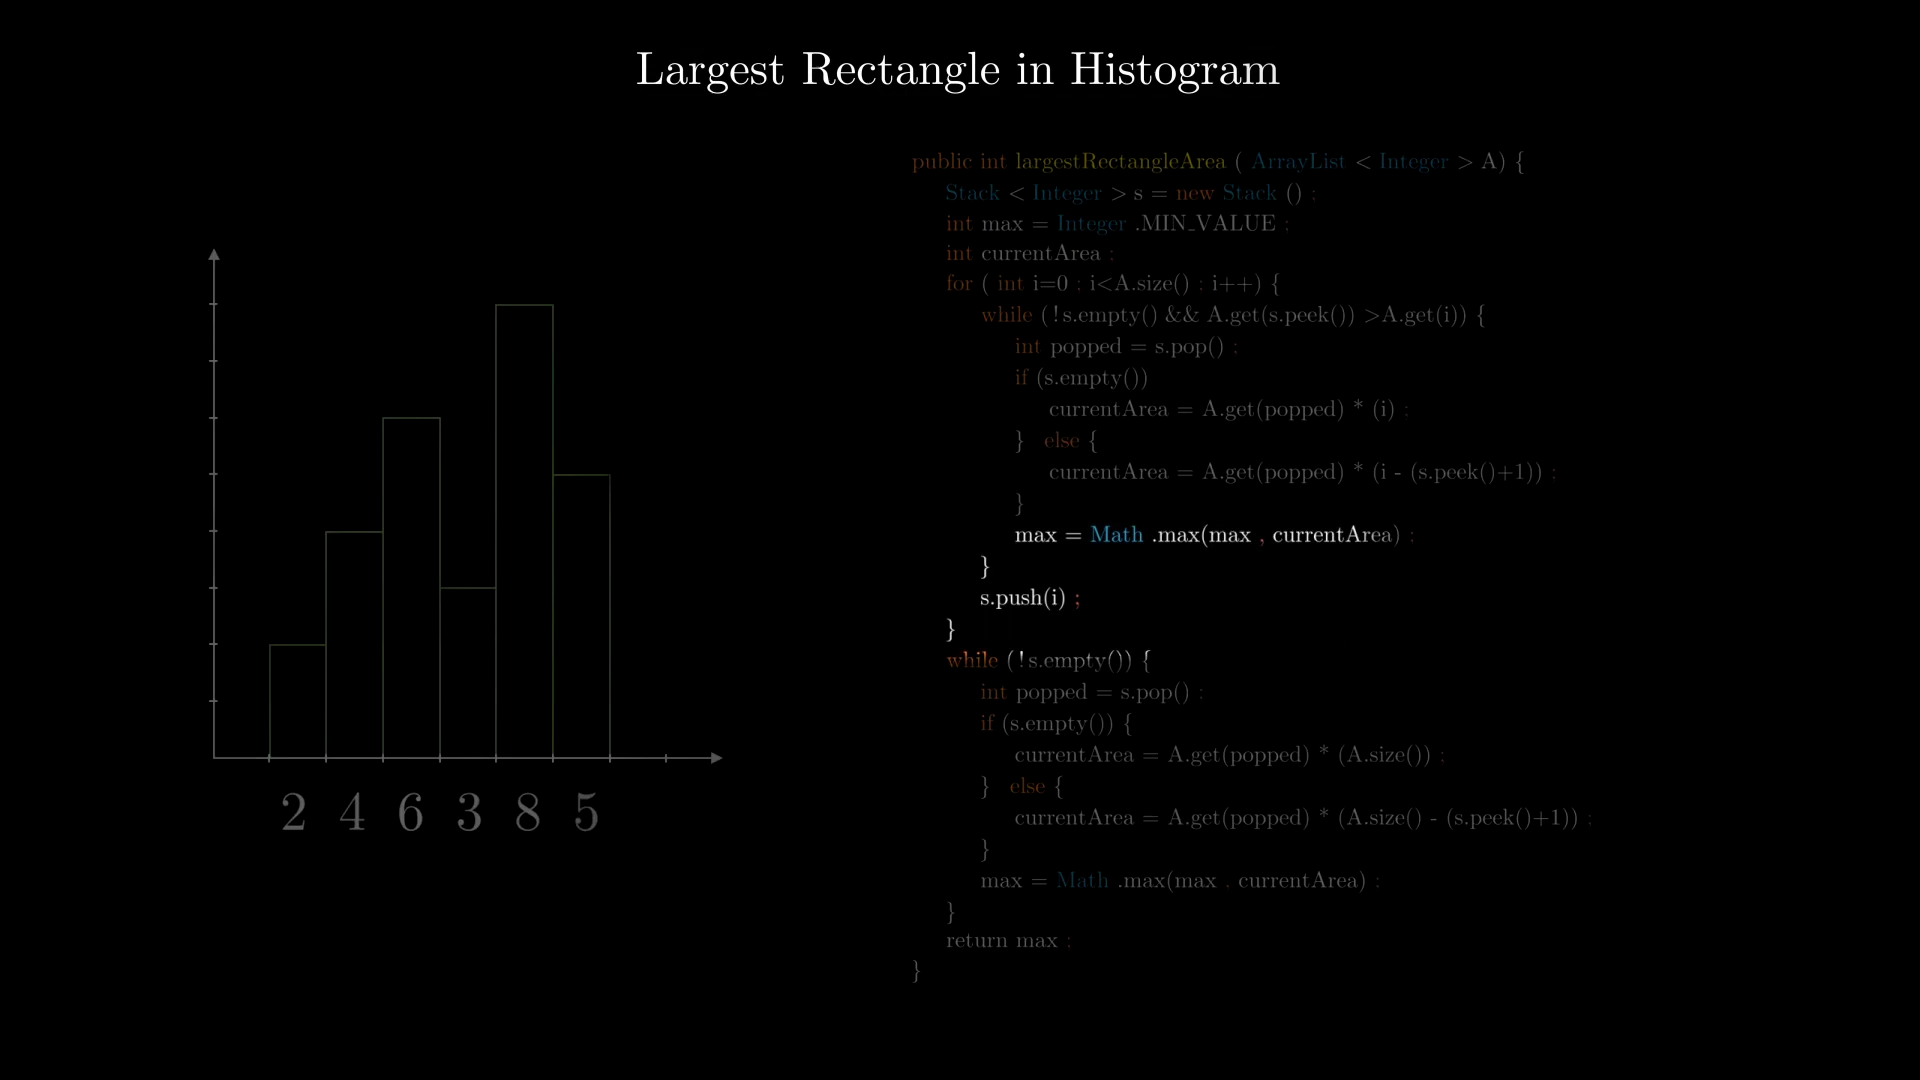 Largest Rectangle in Histogram
public int largestRectangleArea ( ArrayList < Integer > A) {
Stack < Integer > s = new Stack () ;
int max = Integer .MIN_VALUE ;
int currentArea ;
for ( int i=0 ; i<A.size() ; i++) {
while (!s.empty() && A.get(s.peek()) >A.get(i)) {
int popped = s.pop() ;
if (s.empty())
currentArea = A.get(popped) * (i) ;
} else {
currentArea = A.get(popped) * (i - (s.peek()+1)) ;
}
max = Math .max(max , currentArea) ;
}
s.push(i) ;
}
while (!s.empty()) {
int popped = s.pop() ;
if (s.empty()) {
currentArea = A.get(popped) * (A.size()) ;
} else {
currentArea = A.get(popped) * (A.size() - (s.peek()+1)) ;
}
max = Math .max(max , currentArea) ;
}
return max ;
}
2 4 6 3 8 5